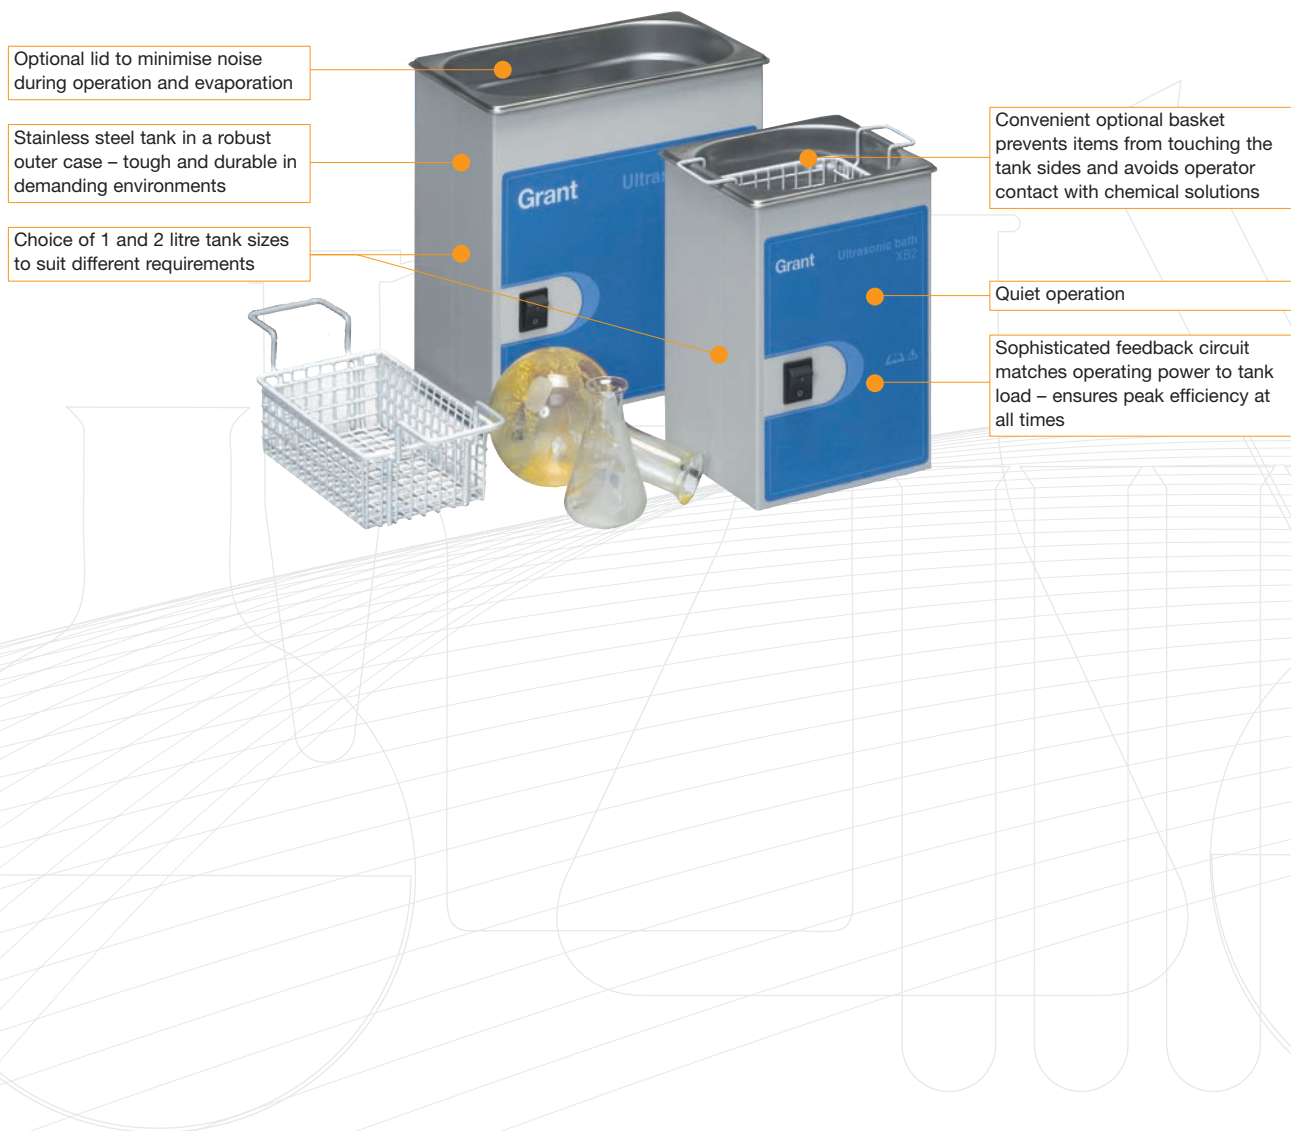 Optional lid to minimise noise
during operation and evaporation
Stainless steel tank in a robust
outer case – tough and durable in
demanding environments
Choice of 1 and 2 litre tank sizes
to suit different requirements
Grant
Grant
Ultrasonic bath
XB2
Convenient optional basket
prevents items from touching the
tank sides and avoids operator
contact with chemical solutions
Quiet operation
Sophisticated feedback circuit
matches operating power to tank
load – ensures peak efficiency at
all times